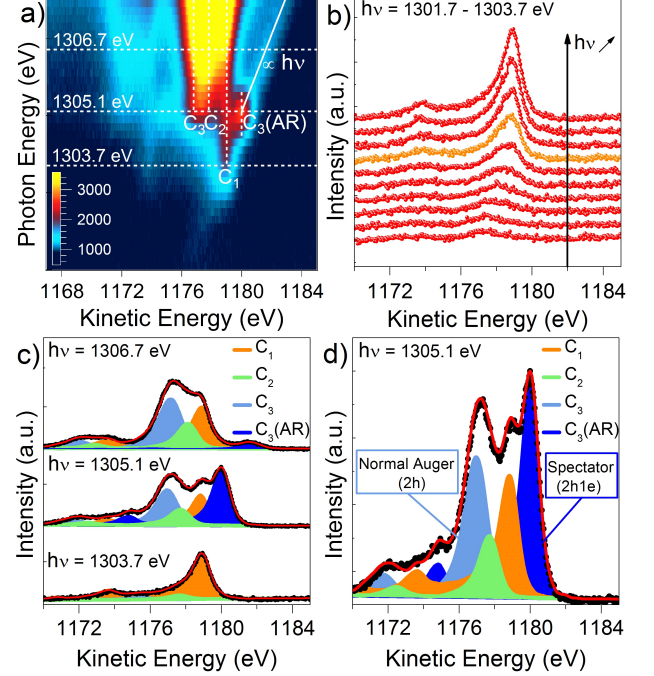 a)
1306.7 eV
∝ hν
1305.1 eV
C3 C2
C3(AR)
1303.7 eV
C1
3000
2000
1000
Photon Energy (eV)
1168 1172 1176 1180 1184
Kinetic Energy (eV)
b)
hν = 1301.7 - 1303.7 eV
hν
Intensity (a.u.)
1172 1176 1180 1184
Kinetic Energy (eV)
c)
hν = 1306.7 eV
C1
C2
C3
C3(AR)
hν = 1305.1 eV
hν = 1303.7 eV
Intensity (a.u.)
1172 1176 1180 1184
Kinetic Energy (eV)
d)
hν = 1305.1 eV
C1
C2
C3
C3(AR)
Normal Auger
(2h)
Spectator
(2h1e)
Intensity (a.u.)
1172 1176 1180 1184
Kinetic Energy (eV)